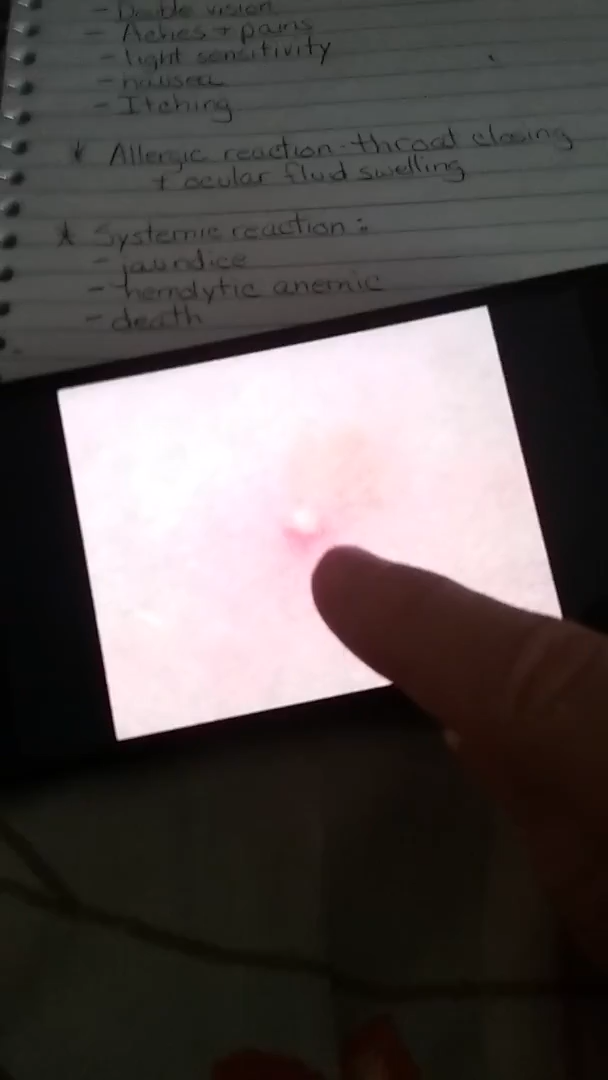 - Double vision
- Aches + pains
- light sensitivity
- nausea
- Itching
* Allergic reaction - throat closing
+ ocular fluid swelling
* Systemic reaction:
- jaundice
- hemolytic anemic
- death